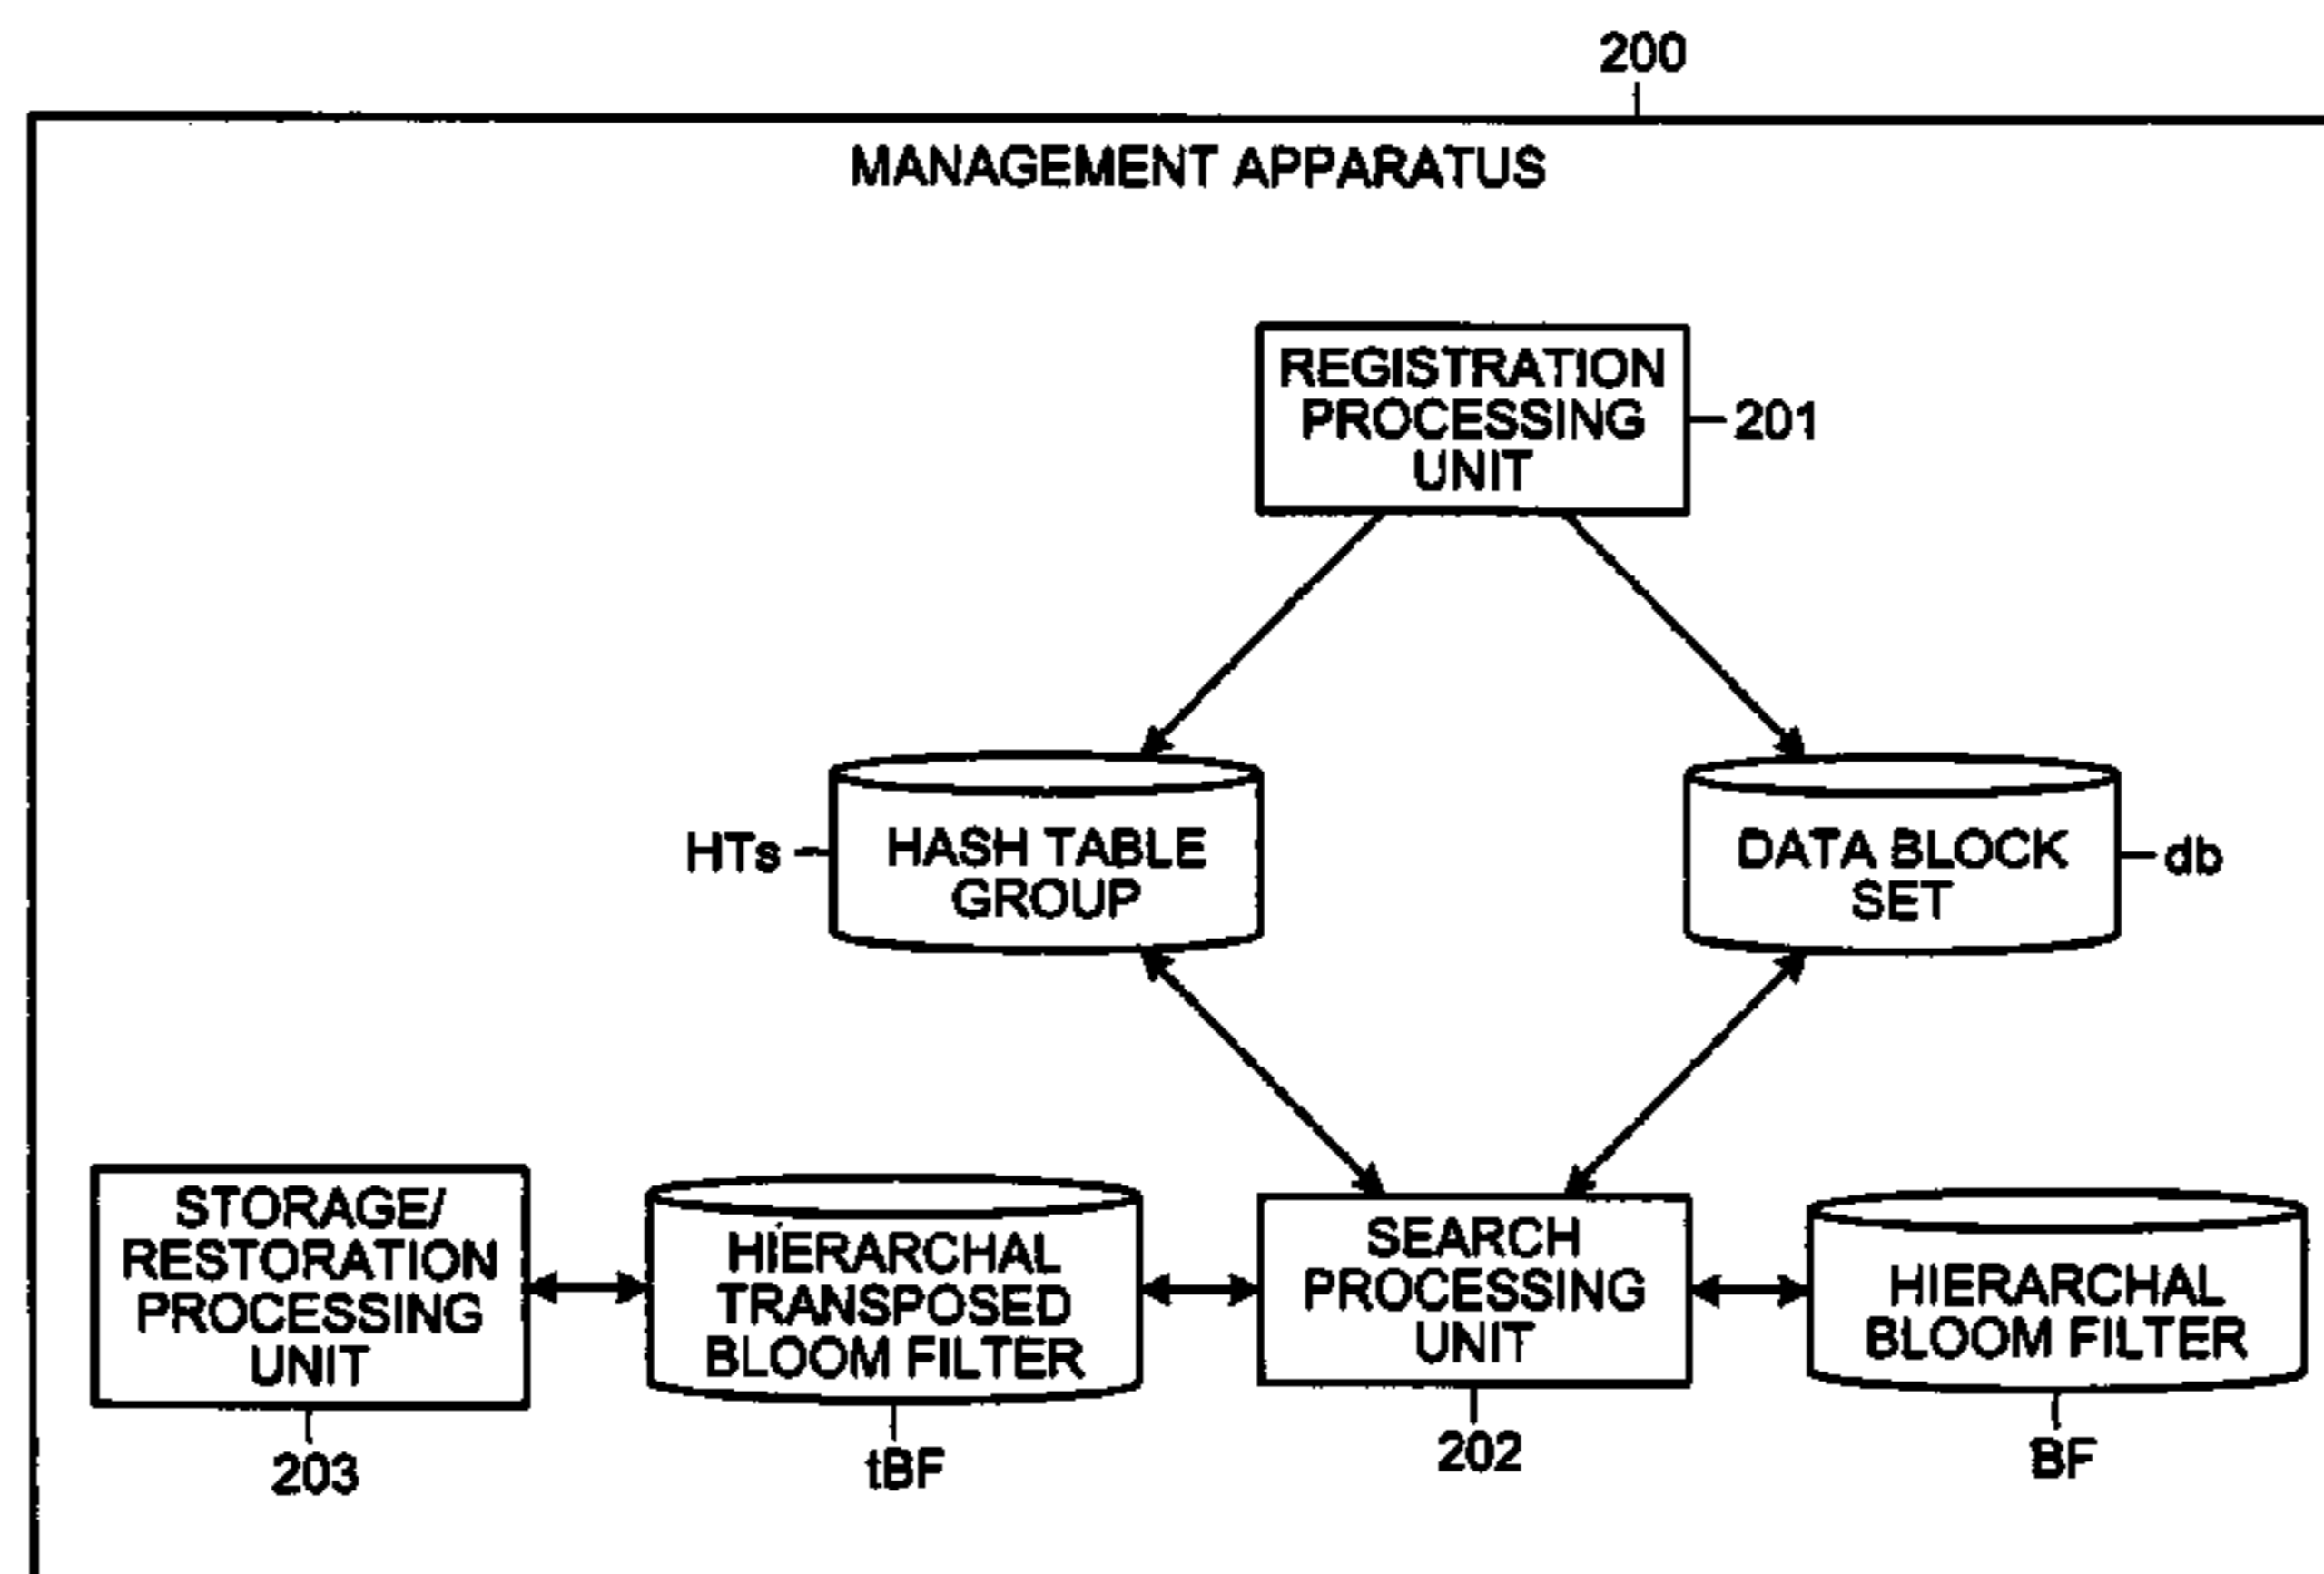 200
MANAGEMENT APPARATUS
REGISTRATION
PROCESSING
UNIT
201
HTs
HASH TABLE
GROUP
DATA BLOCK
SET
db
STORAGE/
RESTORATION
PROCESSING
UNIT
203
HIERARCHAL
TRANSPOSED
BLOOM FILTER
tBF
SEARCH
PROCESSING
UNIT
202
HIERARCHAL
BLOOM FILTER
BF